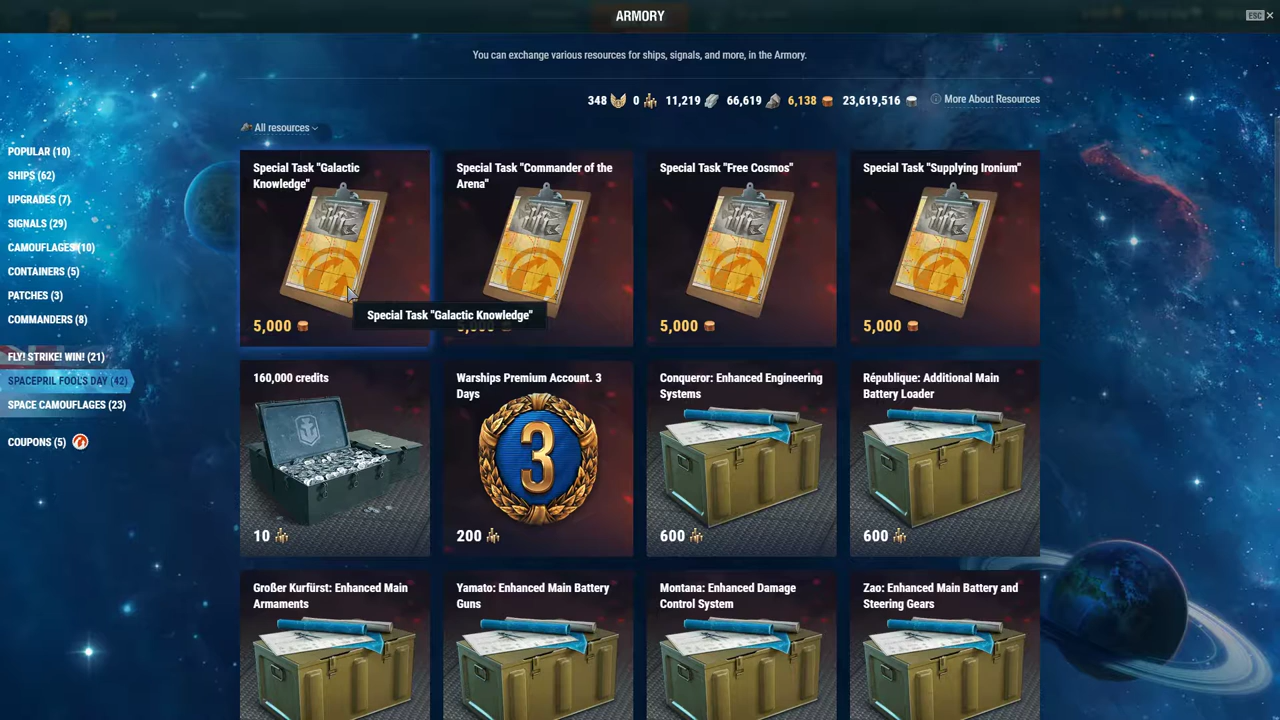 ARMORY
ESC
You can exchange various resources for ships, signals, and more, in the Armory.
348 0 11,219 66,619 6,138 23,619,516 More About Resources
All resources
POPULAR (10)
SHIPS (62)
UPGRADES (7)
SIGNALS (29)
CAMOUFLAGES (10)
CONTAINERS (5)
PATCHES (3)
COMMANDERS (8)
FLY! STRIKE! WIN! (21)
SPACEPRIL FOOL'S DAY (42)
SPACE CAMOUFLAGES (23)
COUPONS (5)
Special Task "Galactic
Knowledge"
5,000
Special Task "Commander of the
Arena"
5,000
Special Task "Free Cosmos"
5,000
Special Task "Supplying Ironium"
5,000
Special Task "Galactic Knowledge"
160,000 credits
10
Warships Premium Account. 3
Days
3
200
Conqueror: Enhanced Engineering
Systems
600
République: Additional Main
Battery Loader
600
Großer Kurfürst: Enhanced Main
Armaments
Yamato: Enhanced Main Battery
Guns
Montana: Enhanced Damage
Control System
Zao: Enhanced Main Battery and
Steering Gears